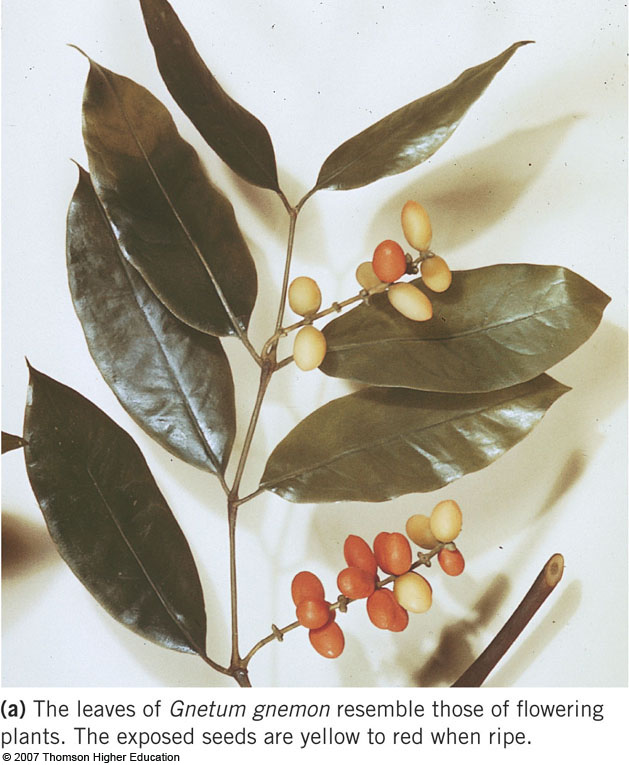 (a) The leaves of Gnetum gnemon resemble those of flowering
plants. The exposed seeds are yellow to red when ripe.
© 2007 Thomson Higher Education